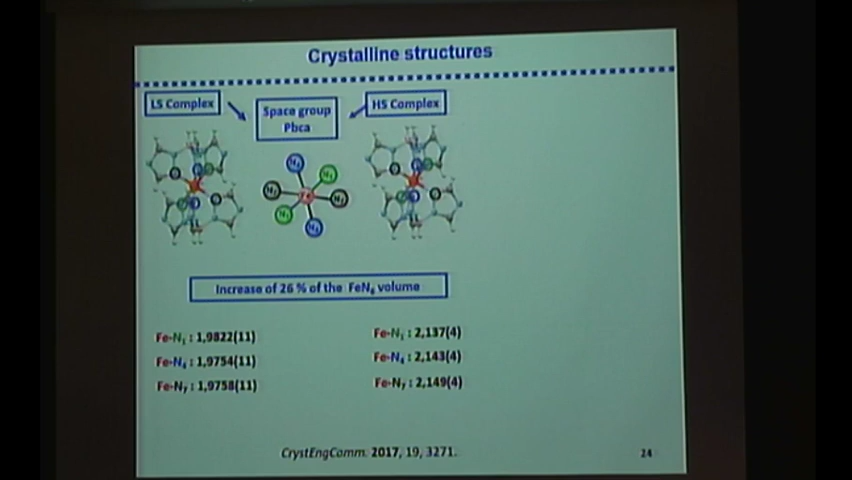 Crystalline structures
LS Complex
Space group
Pbca
HS Complex
Increase of 26 % of the FeN6 volume
Fe-N1 : 1,9822(11)
Fe-N4 : 1,9754(11)
Fe-N7 : 1,9758(11)
Fe-N1 : 2,137(4)
Fe-N4 : 2,143(4)
Fe-N7 : 2,149(4)
CrystEngComm. 2017, 19, 3271.
24